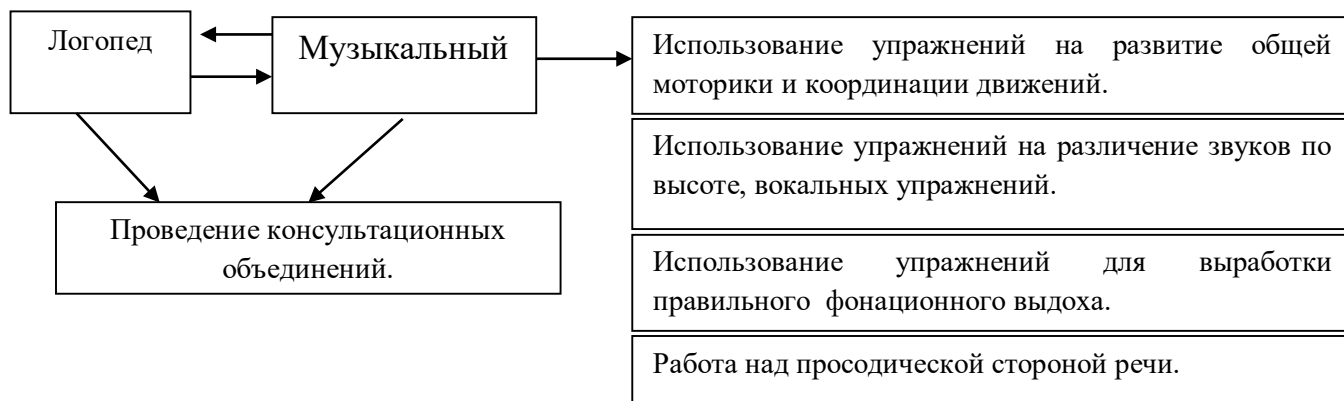 Логопед
Музыкальный
Использование упражнений на развитие общей
моторики и координации движений.
Использование упражнений на различение звуков по
высоте, вокальных упражнений.
Проведение консультационных
объединений.
Использование упражнений для выработки
правильного фонационного выдоха.
Работа над просодической стороной речи.